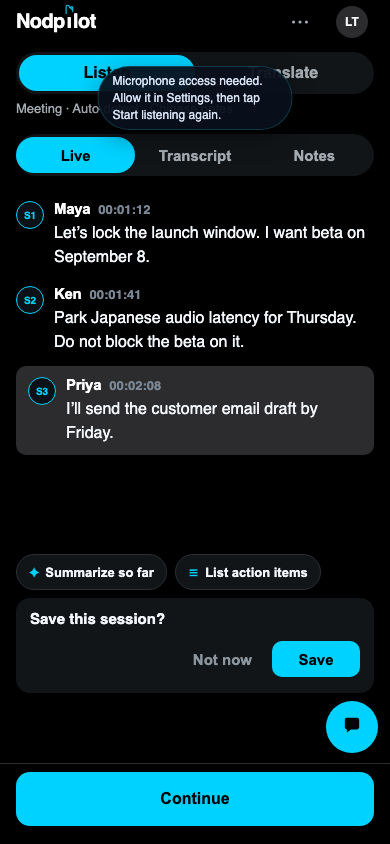 Nodpilot
LT
Microphone access needed.
Allow it in Settings, then tap
Start listening again.
Meeting · Auto
Live Transcript Notes
S1 Maya 00:01:12
Let’s lock the launch window. I want beta on
September 8.
S2 Ken 00:01:41
Park Japanese audio latency for Thursday.
Do not block the beta on it.
S3 Priya 00:02:08
I’ll send the customer email draft by
Friday.
Summarize so far List action items
Save this session?
Not now Save
Continue